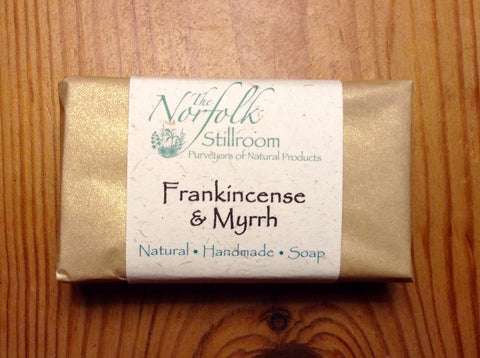 The
Norfolk
Stillroom
Purveyors of Natural Products
Frankincense
& Myrrh
Natural • Handmade • Soap